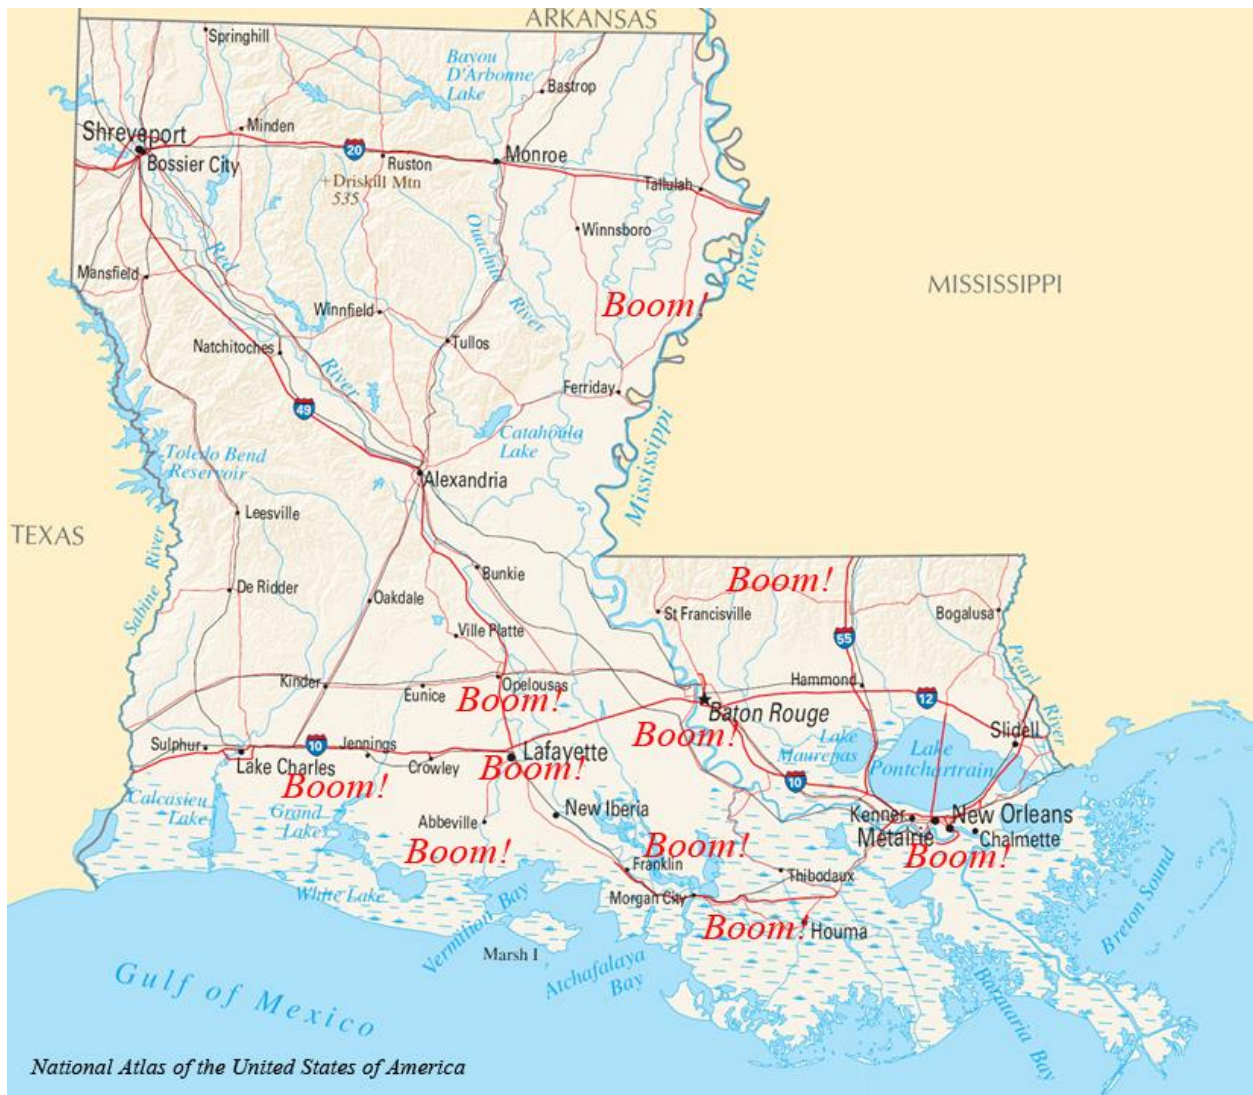 ARKANSAS
Springhill
Bayou
D'Arbonne
Lake
Bastrop
Minden
Shreveport
Bossier City
20
Ruston
Monroe
+Driskill Mtn
535
Tallulah
Winnsboro
Ouachita
River
Red
River
Mansfield
River
MISSISSIPPI
Boom!
Winnfield
Natchitoches
Tullos
Ferriday
49
Catahoula
Lake
Mississippi
Toledo Bend
Reservoir
Alexandria
TEXAS
Leesville
Sabine River
De Ridder
Oakdale
Bunkie
Boom!
St Francisville
Bogalusa
Ville Platte
55
Pearl
River
Kinder
Eunice
Opelousas
Boom!
Hammond
12
Baton Rouge
Boom!
Slidell
Sulphur
10
Jennings
Lafayette
Lake
Maurepas
Lake
Pontchartrain
Lake Charles
Crowley
Boom!
Boom!
10
Calcasieu
Lake
Grand
Lake
Abbeville
New Iberia
Kenner
New Orleans
Metairie
Chalmette
Boom!
Boom!
Boom!
Franklin
Thibodaux
White Lake
Morgan City
Boom!
Houma
Vermilion Bay
Marsh I
Atchafalaya
Bay
Breton Sound
Barataria Bay
Gulf of Mexico
National Atlas of the United States of America